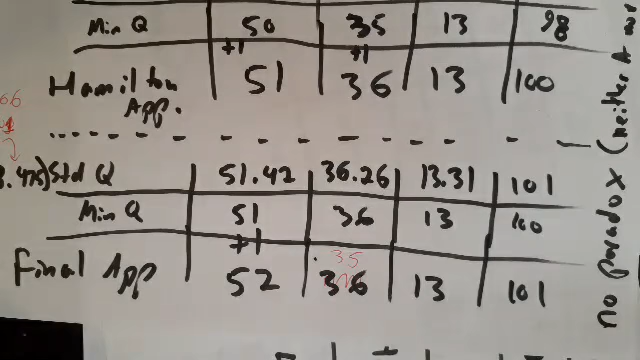 Min Q 50 35 13 98
+1 +1
Hamilton App. 51 36 13 100
Std Q 51.42 36.26 13.31 101
Min Q 51 36 13 100
+1
35
Final App 52 36 13 101
no paradox (neither A